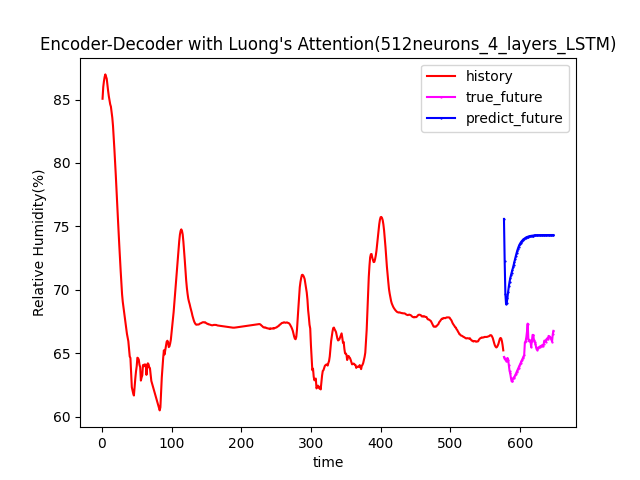 Encoder-Decoder with Luong's Attention(512neurons_4_layers_LSTM)
history
true_future
predict_future
Relative Humidity(%)
85
80
75
70
65
60
0 100 200 300 400 500 600
time